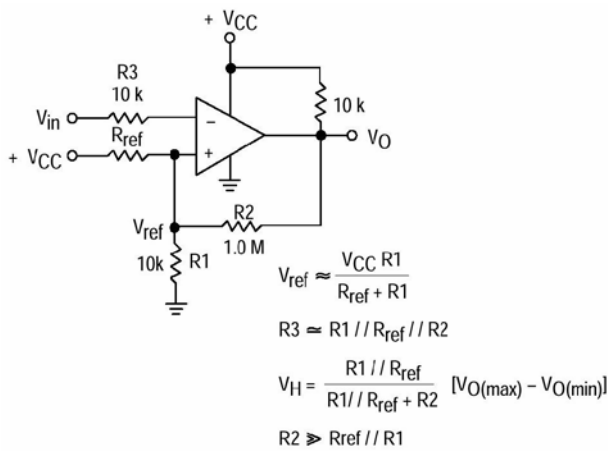 + VCC
R3
10 k
Vin
Rref
+ VCC
10 k
VO
−
+
Vref
R2
1.0 M
10k R1
Vref ≈ VCC R1 / Rref + R1
R3 ≃ R1 // Rref // R2
VH = R1 // Rref / R1// Rref + R2 [VO(max) – VO(min)]
R2 ≫ Rref // R1